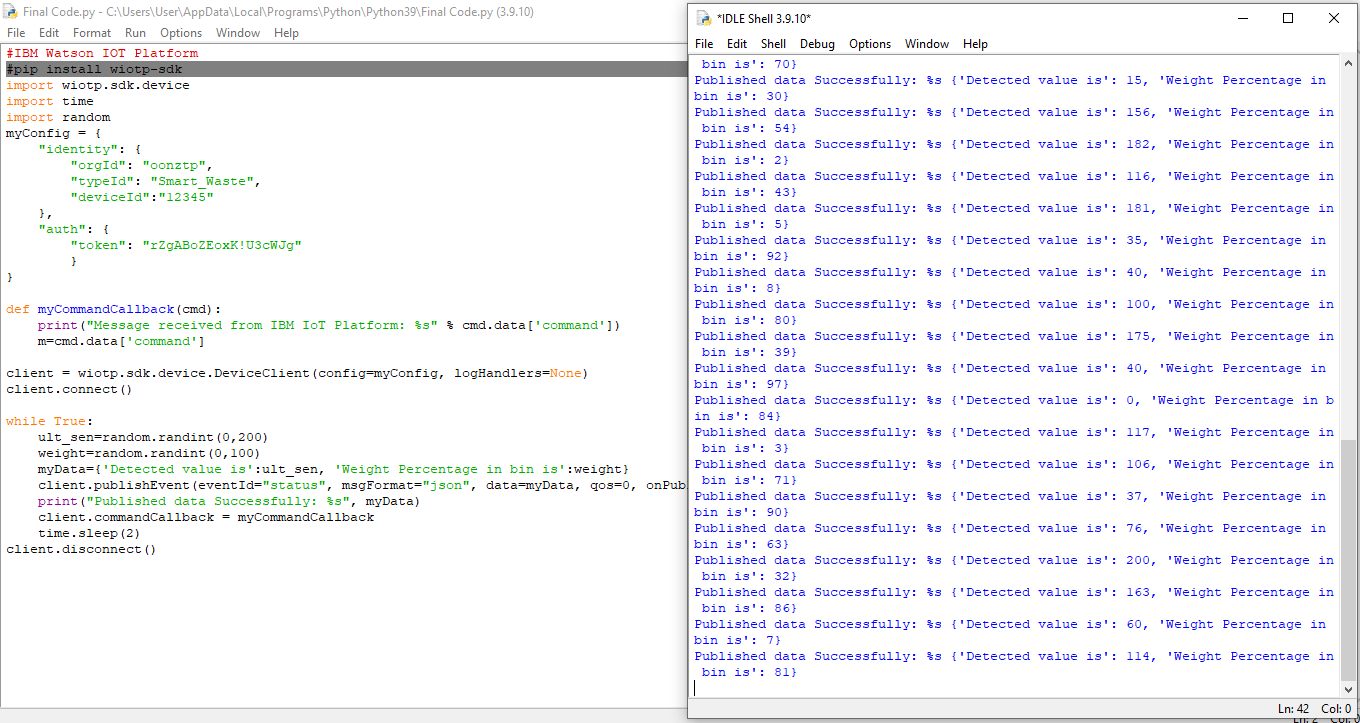 Final Code.py - C:\Users\User\AppData\Local\Programs\Python\Python39\Final Code.py (3.9.10)
File Edit Format Run Options Window Help
#IBM Watson IOT Platform
#pip install wiotp-sdk
import wiotp.sdk.device
import time
import random
myConfig = {
    "identity": {
        "orgId": "oonztp",
        "typeId": "Smart_Waste",
        "deviceId":"12345"
    },
    "auth": {
        "token": "rZgABoZEoxK!U3cWJg"
        }
}
def myCommandCallback(cmd):
    print("Message received from IBM IoT Platform: %s" % cmd.data['command'])
    m=cmd.data['command']
client = wiotp.sdk.device.DeviceClient(config=myConfig, logHandlers=None)
client.connect()
while True:
    ult_sen=random.randint(0,200)
    weight=random.randint(0,100)
    myData={'Detected value is':ult_sen, 'Weight Percentage in bin is':weight}
    client.publishEvent(eventId="status", msgFormat="json", data=myData, qos=0, onPub
    print("Published data Successfully: %s", myData)
    client.commandCallback = myCommandCallback
    time.sleep(2)
client.disconnect()
*IDLE Shell 3.9.10*
File Edit Shell Debug Options Window Help
 bin is': 70}
Published data Successfully: %s {'Detected value is': 15, 'Weight Percentage in
bin is': 30}
Published data Successfully: %s {'Detected value is': 156, 'Weight Percentage in
 bin is': 54}
Published data Successfully: %s {'Detected value is': 182, 'Weight Percentage in
 bin is': 2}
Published data Successfully: %s {'Detected value is': 116, 'Weight Percentage in
 bin is': 43}
Published data Successfully: %s {'Detected value is': 181, 'Weight Percentage in
 bin is': 5}
Published data Successfully: %s {'Detected value is': 35, 'Weight Percentage in
bin is': 92}
Published data Successfully: %s {'Detected value is': 40, 'Weight Percentage in
bin is': 8}
Published data Successfully: %s {'Detected value is': 100, 'Weight Percentage in
 bin is': 80}
Published data Successfully: %s {'Detected value is': 175, 'Weight Percentage in
 bin is': 39}
Published data Successfully: %s {'Detected value is': 40, 'Weight Percentage in
bin is': 97}
Published data Successfully: %s {'Detected value is': 0, 'Weight Percentage in b
in is': 84}
Published data Successfully: %s {'Detected value is': 117, 'Weight Percentage in
 bin is': 3}
Published data Successfully: %s {'Detected value is': 106, 'Weight Percentage in
 bin is': 71}
Published data Successfully: %s {'Detected value is': 37, 'Weight Percentage in
bin is': 90}
Published data Successfully: %s {'Detected value is': 76, 'Weight Percentage in
bin is': 63}
Published data Successfully: %s {'Detected value is': 200, 'Weight Percentage in
 bin is': 32}
Published data Successfully: %s {'Detected value is': 163, 'Weight Percentage in
 bin is': 86}
Published data Successfully: %s {'Detected value is': 60, 'Weight Percentage in
bin is': 7}
Published data Successfully: %s {'Detected value is': 114, 'Weight Percentage in
 bin is': 81}
Ln: 42 Col: 0